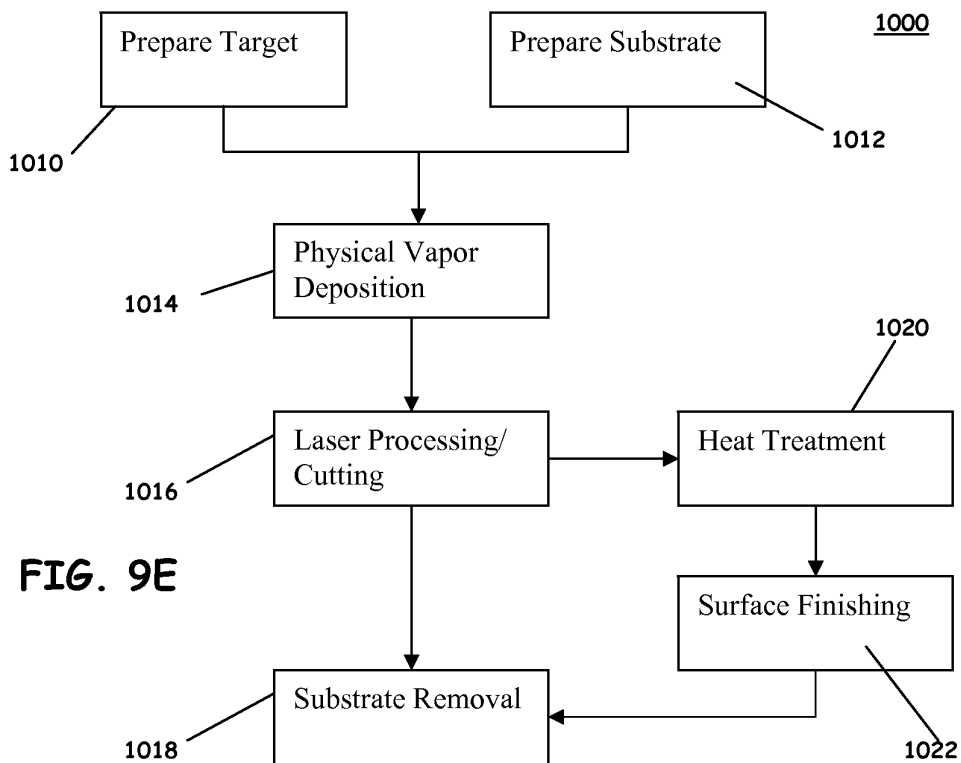 Prepare Target
Prepare Substrate
1000
1010
1012
Physical Vapor
Deposition
1014
1020
Laser Processing/
Cutting
Heat Treatment
1016
FIG. 9E
Surface Finishing
Substrate Removal
1018
1022